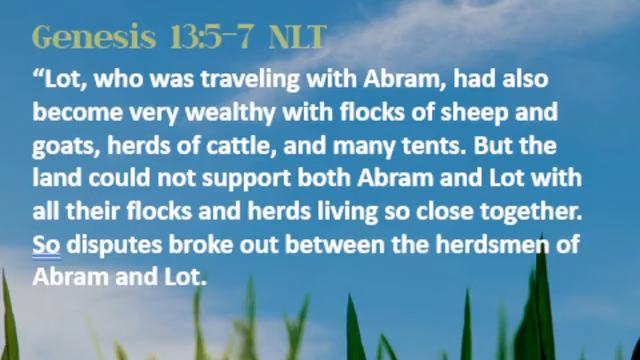 Genesis 13:5-7 NLT
“Lot, who was traveling with Abram, had also
become very wealthy with flocks of sheep and
goats, herds of cattle, and many tents. But the
land could not support both Abram and Lot with
all their flocks and herds living so close together.
So disputes broke out between the herdsmen of
Abram and Lot.